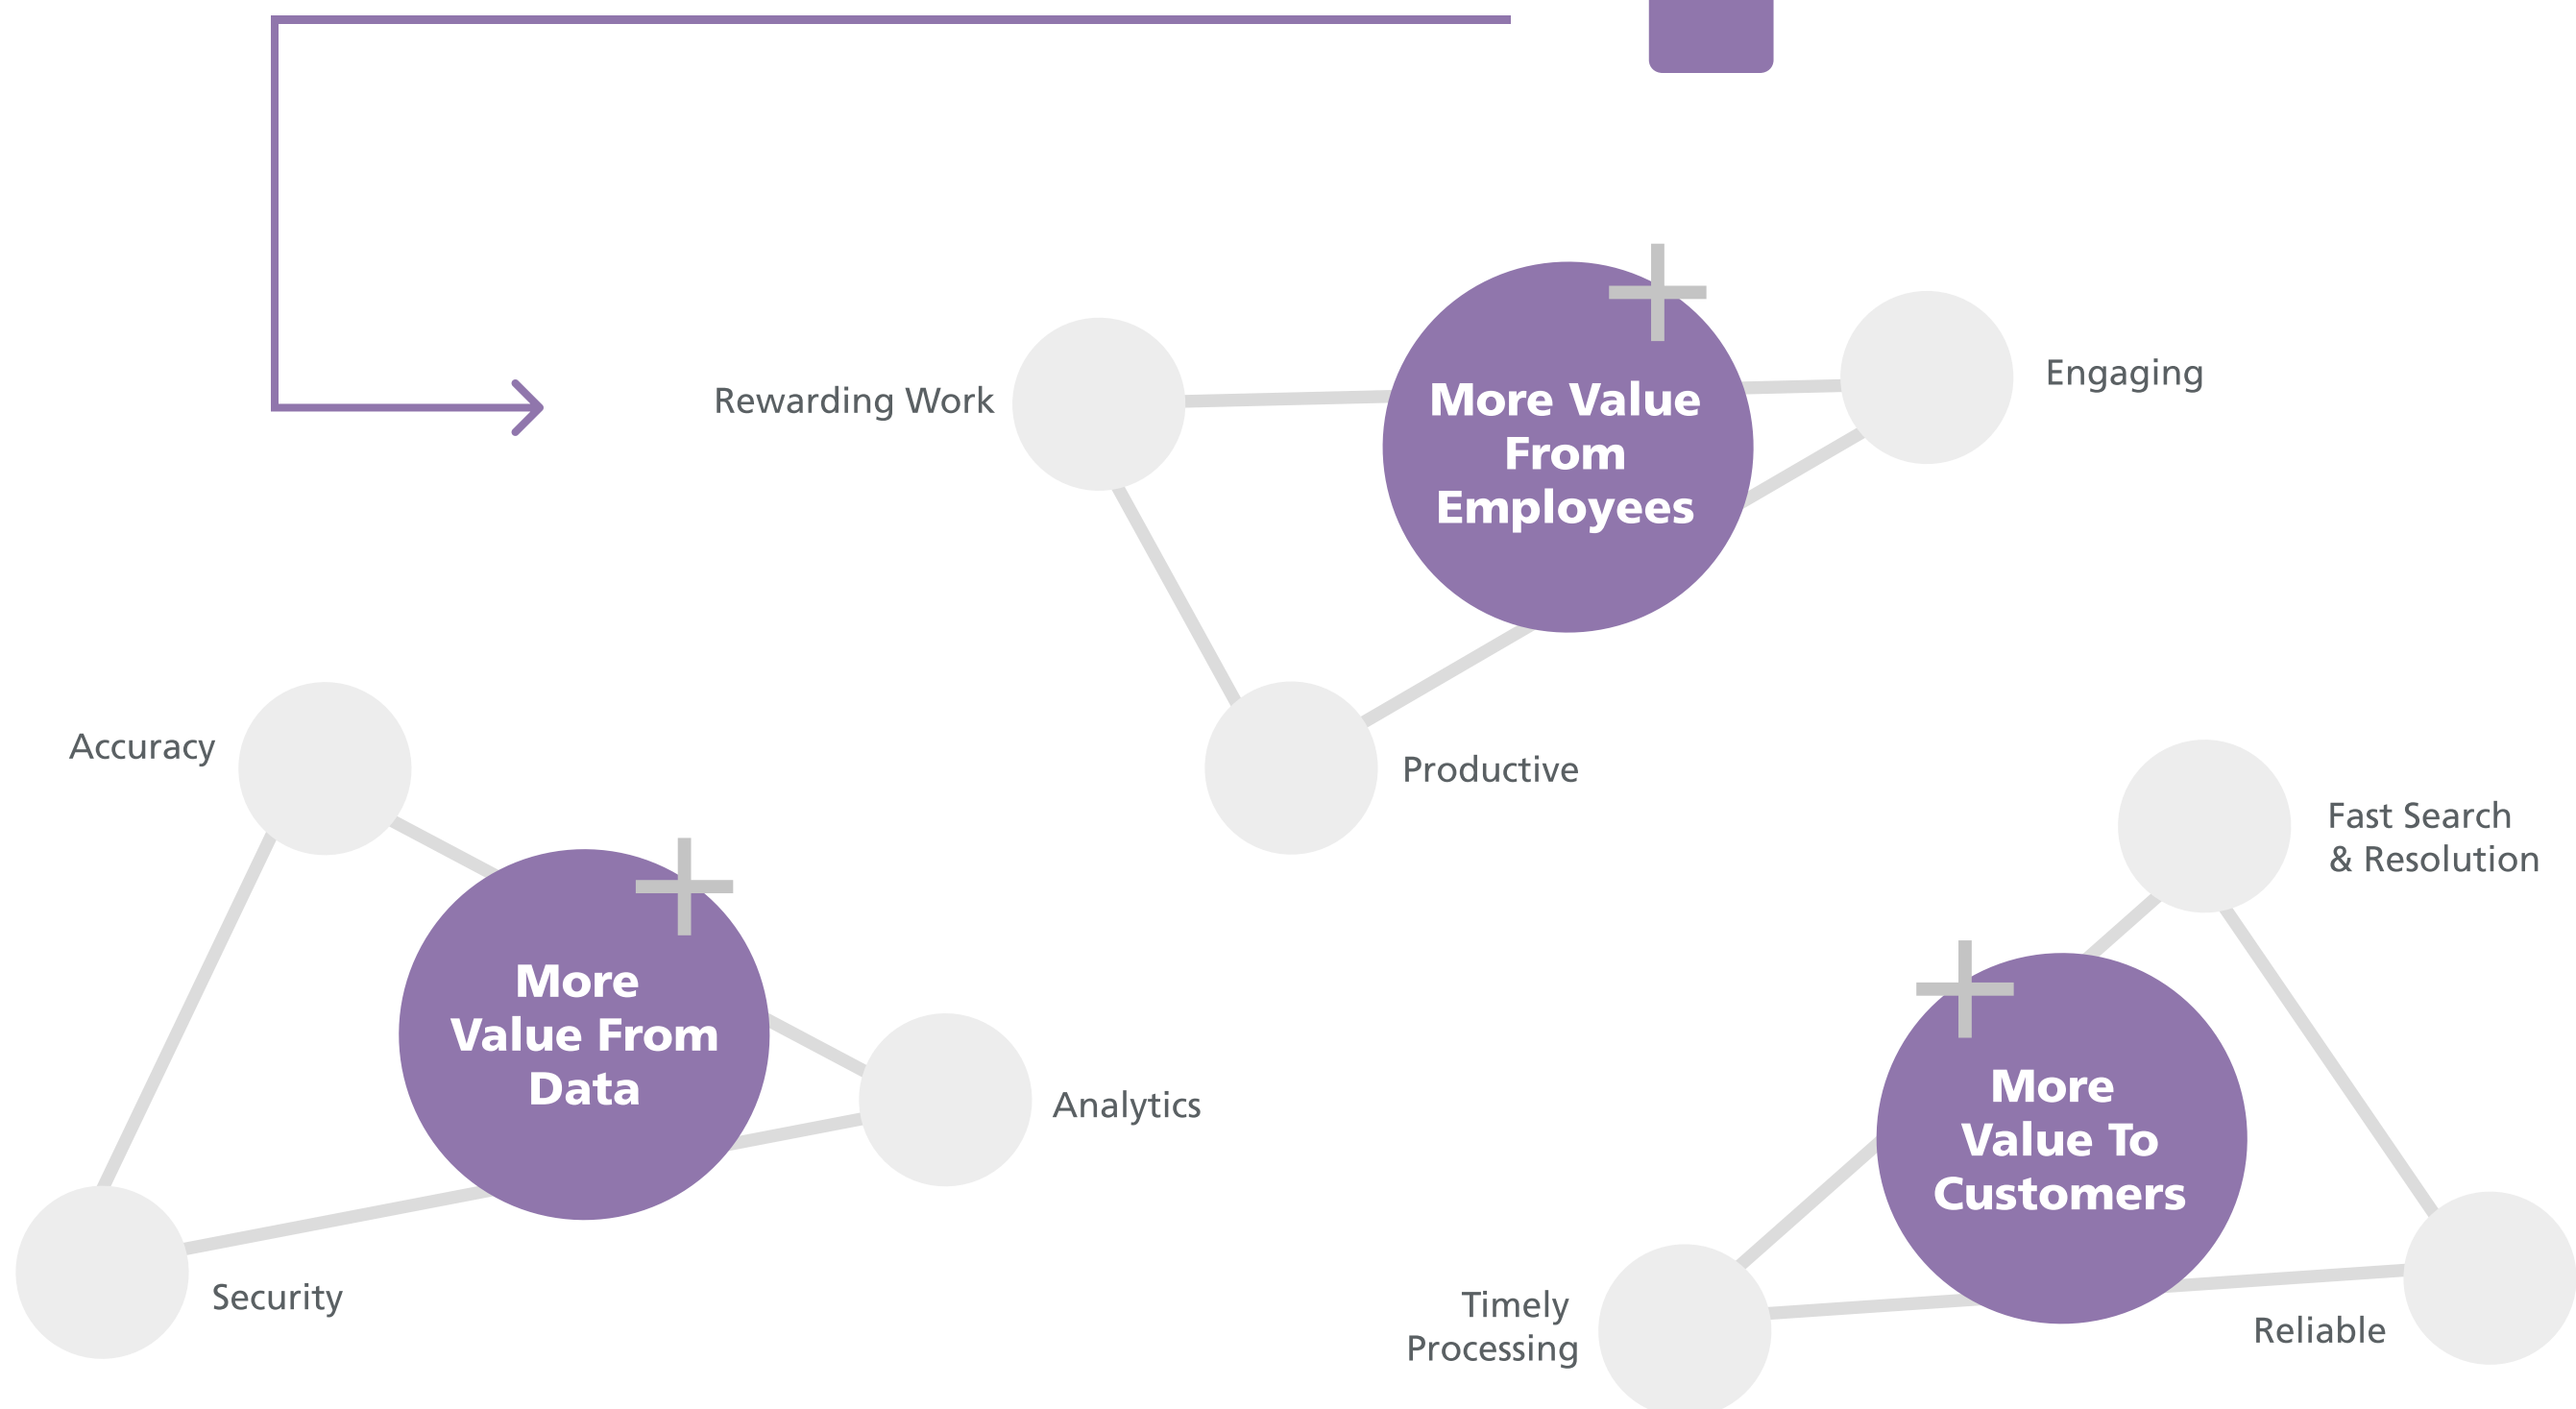 Rewarding Work
More Value
From
Employees
Engaging
Productive
Accuracy
More
Value From
Data
Analytics
Security
Fast Search
& Resolution
More
Value To
Customers
Timely
Processing
Reliable